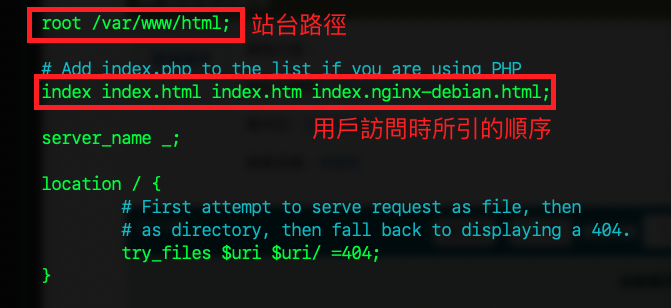 root /var/www/html; 站台路徑
# Add index.php to the list if you are using PHP
index index.html index.htm index.nginx-debian.html;
用戶訪問時所引的順序
server_name _;
location / {
# First attempt to serve request as file, then
# as directory, then fall back to displaying a 404.
try_files $uri $uri/ =404;
}